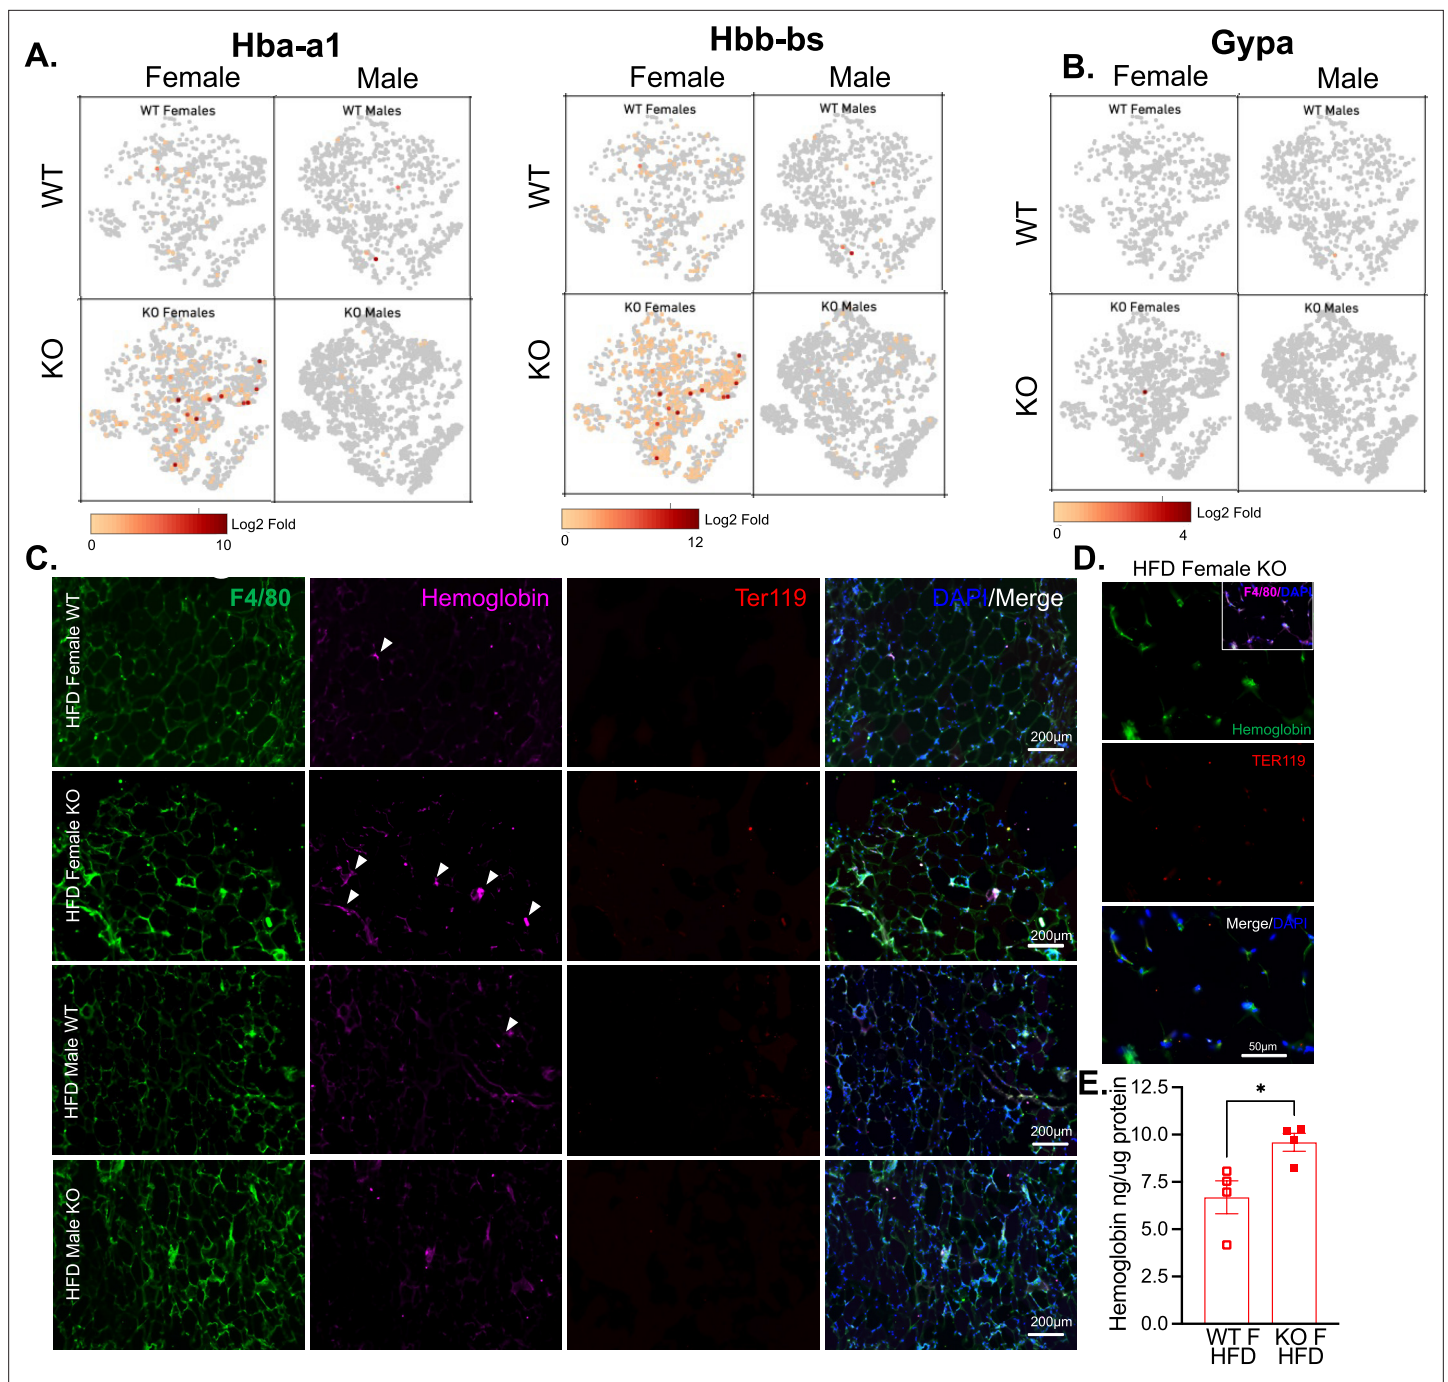 A.
Hba-a1
Female
Male
WT
KO
WT Females
WT Males
KO Females
KO Males
0
10
Log2 Fold
Hbb-bs
Female
Male
WT
KO
WT Females
WT Males
KO Females
KO Males
0
12
Log2 Fold
B.
Gypa
Female
Male
WT
KO
WT Females
WT Males
KO Females
KO Males
0
4
Log2 Fold
C.
F4/80
Hemoglobin
Ter119
DAPI/Merge
HFD Female WT
200µm
HFD Female KO
200µm
HFD Male WT
200µm
HFD Male KO
200µm
D.
HFD Female KO
F4/80/DAPI
Hemoglobin
TER119
Merge/DAPI
50µm
E.
Hemoglobin ng/ug protein
12.5
10.0
7.5
5.0
2.5
0.0
*
WT F
HFD
KO F
HFD